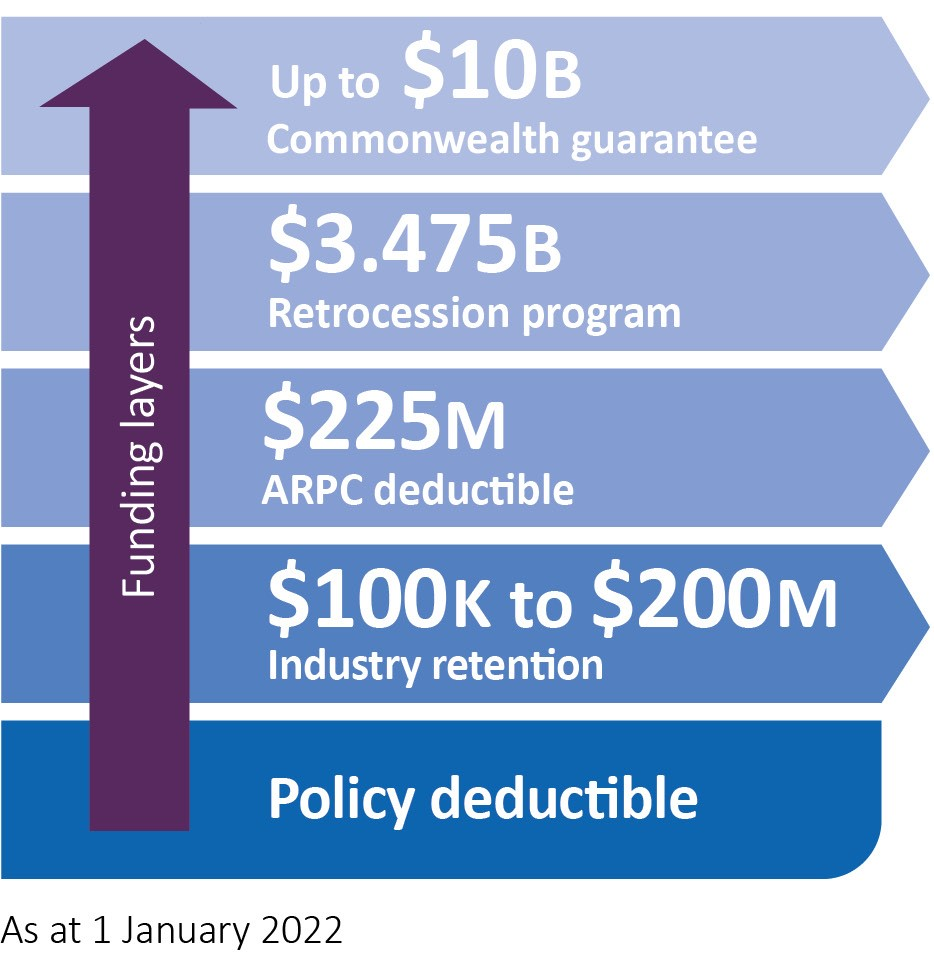 Up to $10B
Commonwealth guarantee
$3.475B
Retrocession program
$225M
ARPC deductible
$100K to $200M
Industry retention
Policy deductible
Funding layers
As at 1 January 2022